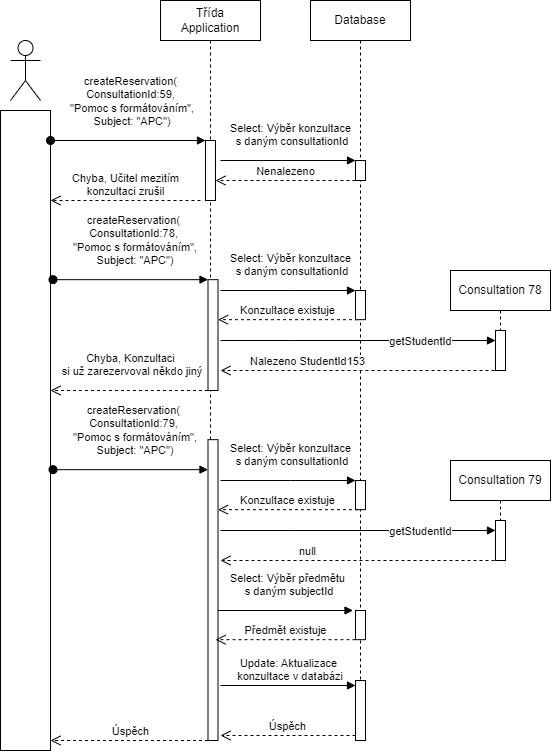 Třída
Application
Database
createReservation(
ConsultationId:59,
"Pomoc s formátováním",
Subject: "APC")
Select: Výběr konzultace
s daným consultationId
Nenalezeno
Chyba, Učitel mezitím
konzultaci zrušil
createReservation(
ConsultationId:78,
"Pomoc s formátováním",
Subject: "APC")
Select: Výběr konzultace
s daným consultationId
Konzultace existuje
Consultation 78
getStudentId
Nalezeno StudentId153
Chyba, Konzultaci
si už zarezervoval někdo jiný
createReservation(
ConsultationId:79,
"Pomoc s formátováním",
Subject: "APC")
Select: Výběr konzultace
s daným consultationId
Konzultace existuje
Consultation 79
getStudentId
null
Select: Výběr předmětu
s daným subjectId
Předmět existuje
Update: Aktualizace
konzultace v databázi
Úspěch
Úspěch